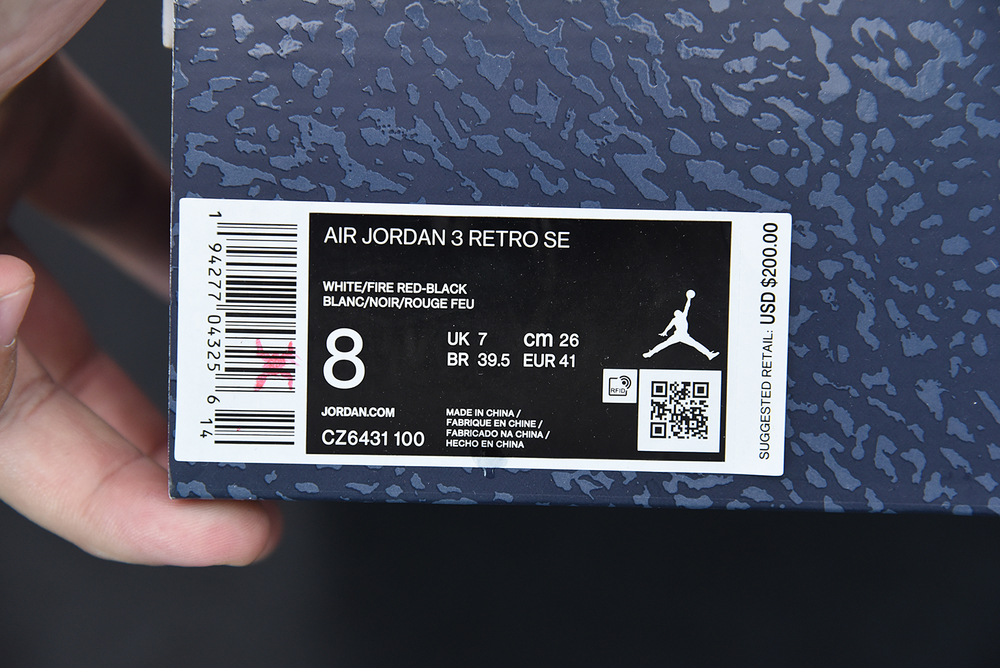 AIR JORDAN 3 RETRO SE
WHITE/FIRE RED-BLACK
BLANC/NOIR/ROUGE FEU
8
UK 7 cm 26
BR 39.5 EUR 41
RFID
JORDAN.COM
CZ6431 100
MADE IN CHINA /
FABRIQUE EN CHINE /
FABRICADO NA CHINA /
HECHO EN CHINA
1 94277 04325 6 14
SUGGESTED RETAIL: USD $200.00